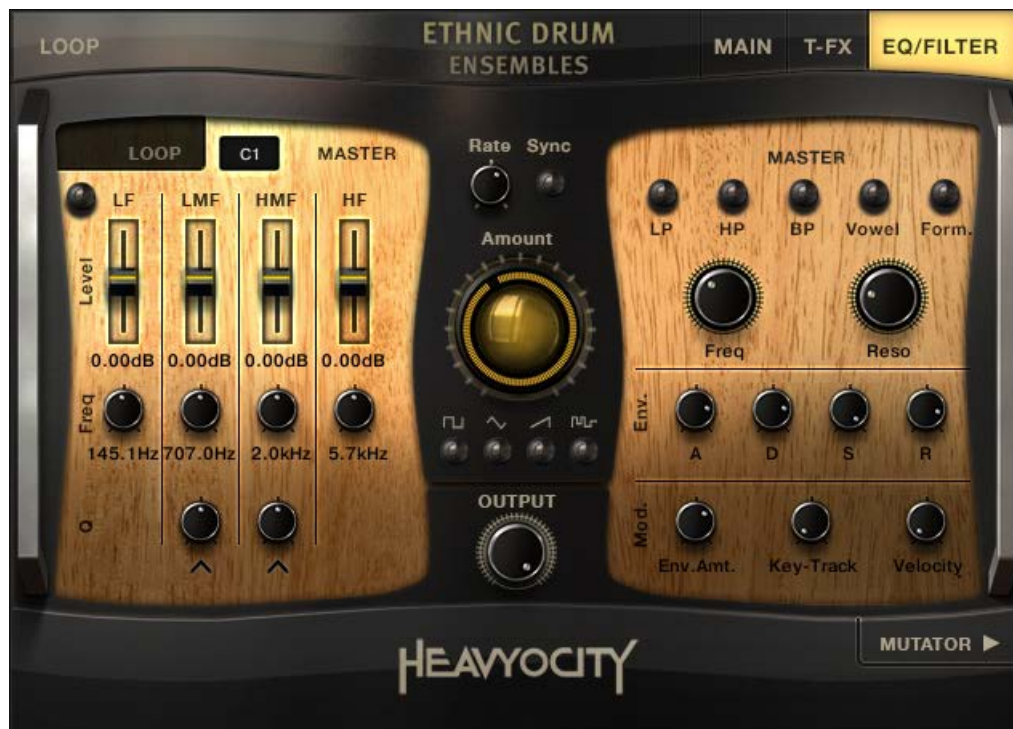 LOOP
ETHNIC DRUM
ENSEMBLES
MAIN
T-FX
EQ/FILTER
LOOP
C1
MASTER
LF
LMF
HMF
HF
Level
0.00dB 0.00dB 0.00dB 0.00dB
Freq
145.1Hz 707.0Hz 2.0kHz 5.7kHz
Q
Rate Sync
Amount
OUTPUT
MASTER
LP
HP
BP
Vowel
Form.
Freq
Reso
Env.
A
D
S
R
Mod.
Env.Amt.
Key-Track
Velocity
HEAVYOCITY
MUTATOR